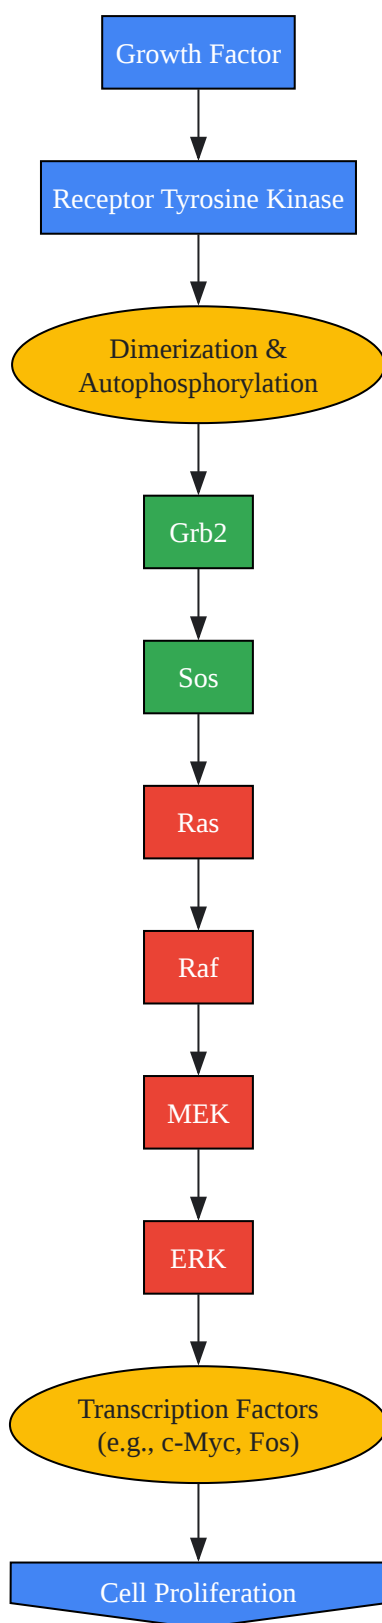 Growth Factor
Receptor Tyrosine Kinase
Dimerization &
Autophosphorylation
Grb2
Sos
Ras
Raf
MEK
ERK
Transcription Factors
(e.g., c-Myc, Fos)
Cell Proliferation